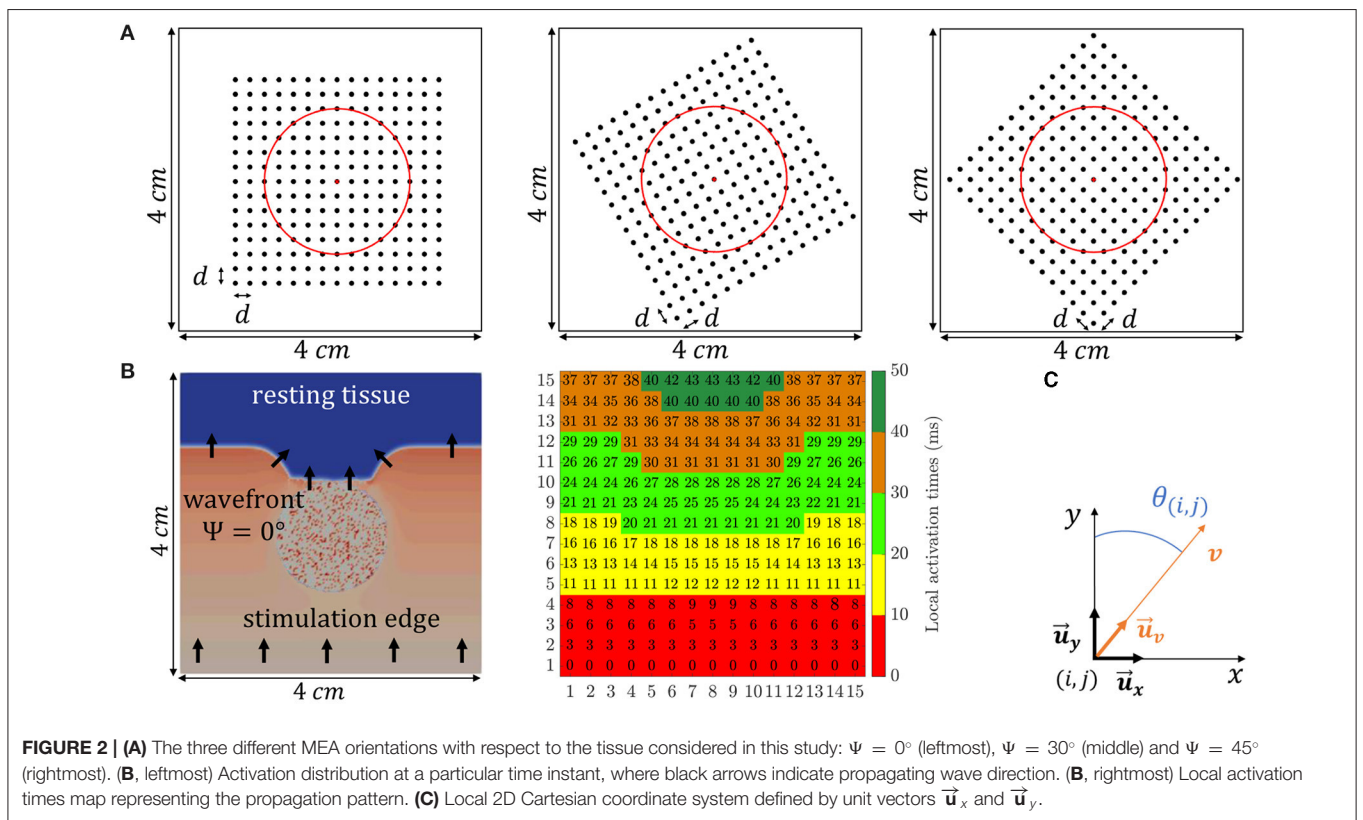 A
4 cm
d
d
4 cm
4 cm
d
d
4 cm
4 cm
d
d
4 cm
B
4 cm
resting tissue
wavefront
Ψ = 0°
stimulation edge
4 cm
15 37 37 37 38 40 42 43 43 43 42 40 38 37 37 37
14 34 34 35 36 38 40 40 40 40 40 38 36 35 34 34
13 31 31 32 33 36 37 38 38 38 37 36 33 32 31 31
12 29 29 29 31 33 34 34 34 34 34 33 31 29 29 29
11 26 26 27 29 30 31 31 31 31 31 30 29 27 26 26
10 24 24 24 26 27 28 28 28 28 28 27 26 24 24 24
9 21 21 21 23 24 25 25 25 25 24 24 23 22 21 21
8 18 18 19 20 21 21 21 21 21 21 21 20 19 18 18
7 16 16 16 17 18 18 18 18 18 18 18 17 16 16 16
6 13 13 13 14 14 15 15 15 15 15 14 14 13 13 13
5 11 11 11 11 11 12 12 12 12 11 11 11 11 11 11
4 8 8 8 8 8 8 9 9 9 8 8 8 8 8 8
3 6 6 6 6 6 6 5 5 6 6 6 6 6 6 6
2 3 3 3 3 3 3 3 3 3 3 3 3 3 3 3
1 0 0 0 0 0 0 0 0 0 0 0 0 0 0 0
1 2 3 4 5 6 7 8 9 10 11 12 13 14 15
50
40
30
20
10
0
Local activation times (ms)
C
y
θ(i,j)
v
u⃗y
u⃗v
(i,j)
u⃗x
x
FIGURE 2 | (A) The three different MEA orientations with respect to the tissue considered in this study: Ψ = 0° (leftmost), Ψ = 30° (middle) and Ψ = 45°
(rightmost). (B, leftmost) Activation distribution at a particular time instant, where black arrows indicate propagating wave direction. (B, rightmost) Local activation
times map representing the propagation pattern. (C) Local 2D Cartesian coordinate system defined by unit vectors u⃗x and u⃗y.